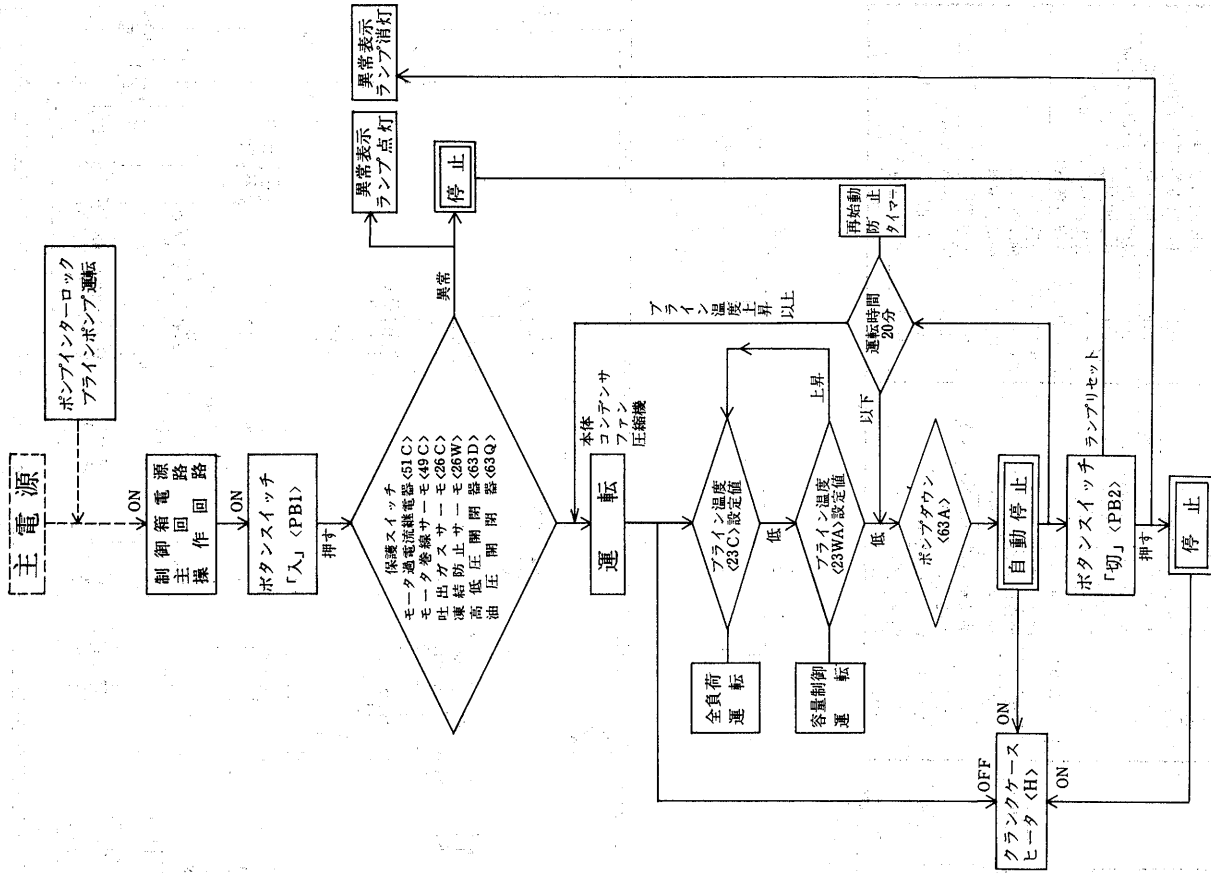 主電源
ポンプインターロック
ブラインポンプ運転
ON
制御箱電源
主回路
操作回路
ON
ボタンスイッチ
「入」<PB1>
押す
保護スイッチ
モータ過電流継電器<51C>
モータ巻線サーモ<49C>
吐出ガスサーモ<26C>
凍結防止サーモ<26W>
高低圧開閉器<63D>
油圧開閉器<63Q>
異常
異常表示
ランプ点灯
異常表示
ランプ消灯
停止
運転
本体
コンデンサ
ファン
圧縮機
ブライン温度上昇
以上
ブライン温度
<23C>設定値
全負荷
運転
低
上昇
ブライン温度
<23WA>設定値
容量制御
運転
低
運転時間
20分
再始動
防止
タイマー
以下
ポンプダウン
<63A>
自動停止
ON
OFF
クランクケース
ヒータ<H>
ON
ボタンスイッチ
「切」<PB2>
ランプリセット
押す
停止